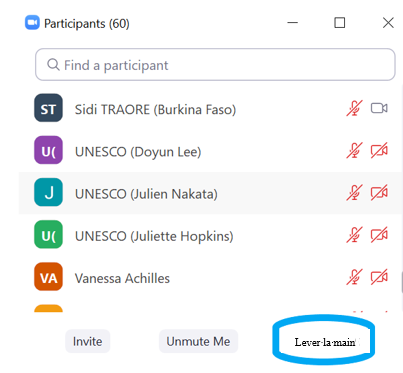 Participants (60)
Find a participant
ST Sidi TRAORE (Burkina Faso)
U( UNESCO (Doyun Lee)
J UNESCO (Julien Nakata)
U( UNESCO (Juliette Hopkins)
VA Vanessa Achilles
Invite Unmute Me Lever la main